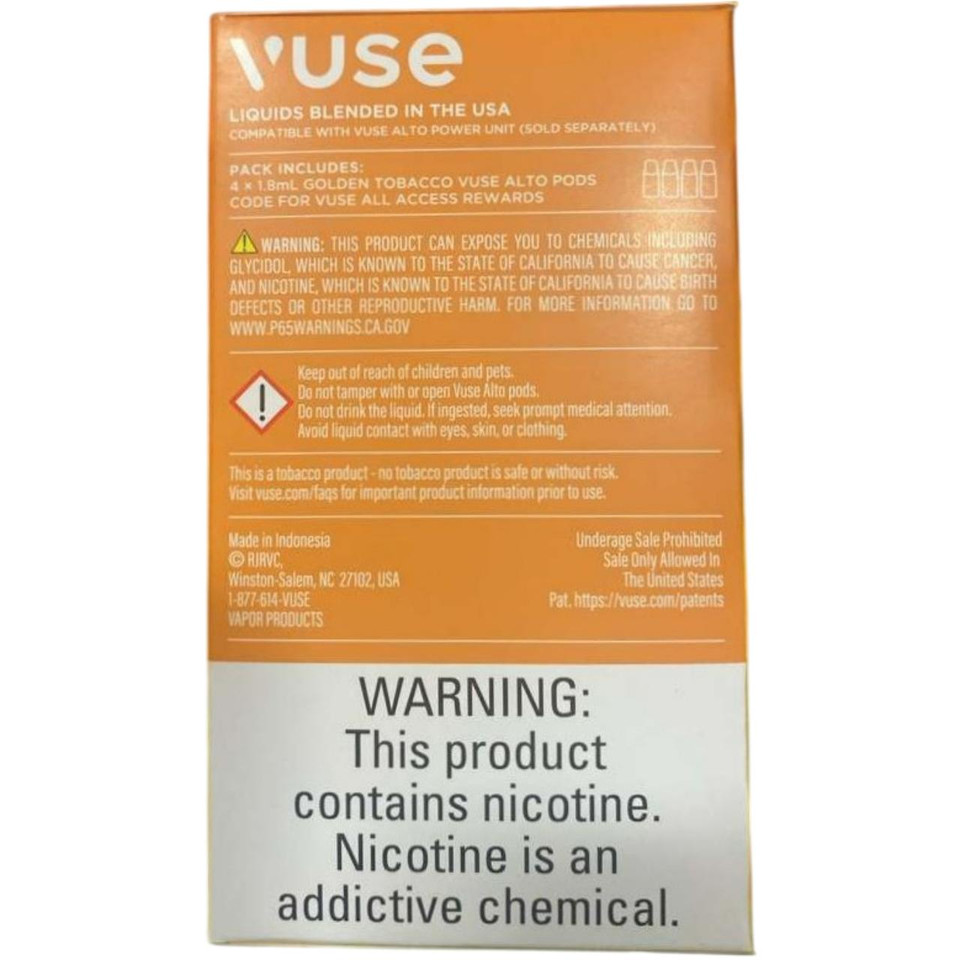 vuse
LIQUIDS BLENDED IN THE USA
COMPATIBLE WITH VUSE ALTO POWER UNIT (SOLD SEPARATELY)
PACK INCLUDES:
4 x 1.8mL GOLDEN TOBACCO VUSE ALTO PODS
CODE FOR VUSE ALL ACCESS REWARDS
WARNING: THIS PRODUCT CAN EXPOSE YOU TO CHEMICALS INCLUDING
GLYCIDOL, WHICH IS KNOWN TO THE STATE OF CALIFORNIA TO CAUSE CANCER,
AND NICOTINE, WHICH IS KNOWN TO THE STATE OF CALIFORNIA TO CAUSE BIRTH
DEFECTS OR OTHER REPRODUCTIVE HARM. FOR MORE INFORMATION GO TO
WWW.P65WARNINGS.CA.GOV
Keep out of reach of children and pets.
Do not tamper with or open Vuse Alto pods.
Do not drink the liquid. If ingested, seek prompt medical attention.
Avoid liquid contact with eyes, skin, or clothing.
This is a tobacco product - no tobacco product is safe or without risk.
Visit vuse.com/faqs for important product information prior to use.
Made in Indonesia
© RJRVC,
Winston-Salem, NC 27102, USA
1-877-614-VUSE
VAPOR PRODUCTS
Underage Sale Prohibited
Sale Only Allowed In
The United States
Pat. https://vuse.com/patents
WARNING:
This product
contains nicotine.
Nicotine is an
addictive chemical.